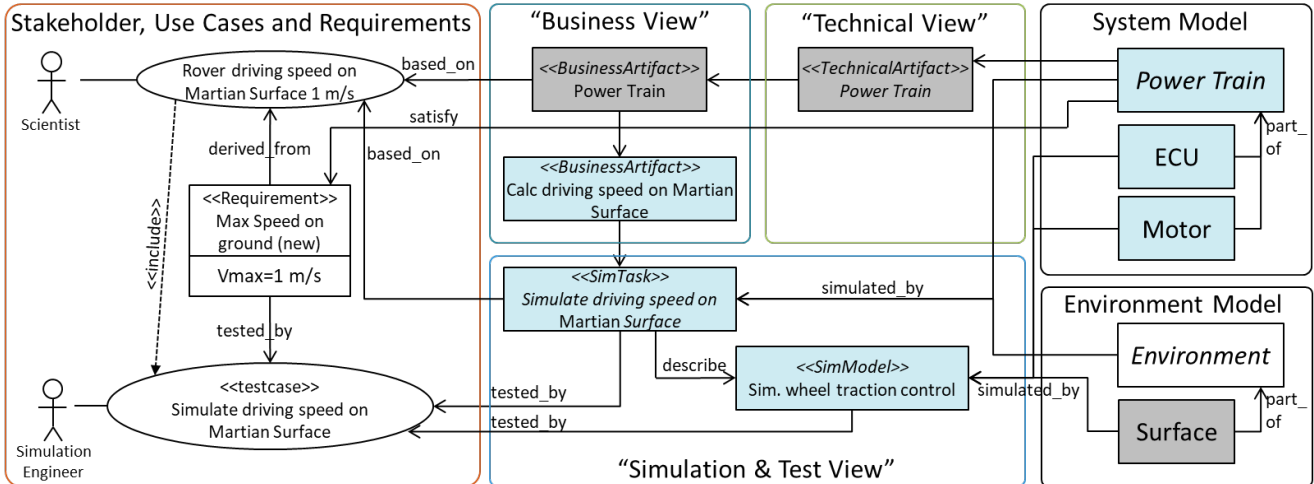 Stakeholder, Use Cases and Requirements
Scientist
Rover driving speed on
Martian Surface 1 m/s
based_on
satisfy
derived_from
based_on
<<include>>
<<Requirement>>
Max Speed on
ground (new)
Vmax=1 m/s
tested_by
<<testcase>>
Simulate driving speed on
Martian Surface
Simulation
Engineer
“Business View”
<<BusinessArtifact>>
Power Train
<<BusinessArtifact>>
Calc driving speed on Martian
Surface
“Technical View”
<<TechnicalArtifact>>
Power Train
<<SimTask>>
Simulate driving speed on
Martian Surface
simulated_by
describe
<<SimModel>>
Sim. wheel traction control
simulated_by
tested_by
tested_by
“Simulation & Test View”
System Model
Power Train
part_
of
ECU
Motor
Environment Model
Environment
part_
of
Surface